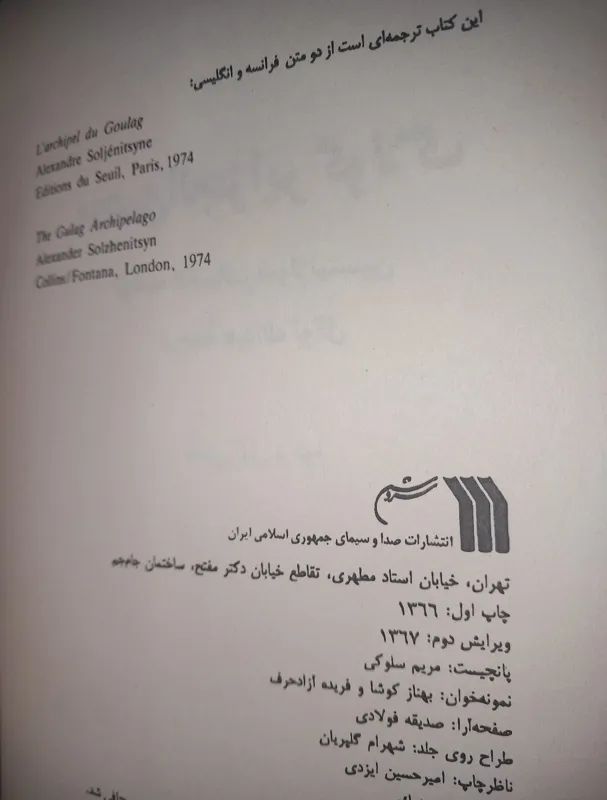 این کتاب ترجمه‌ای است از دو متن فرانسه و انگلیسی:
L'archipel du Goulag
Alexandre Soljénitsyne
Editions du Seuil, Paris, 1974
The Gulag Archipelago
Alexander Solzhenitsyn
Collins/Fontana, London, 1974
سروش
انتشارات صدا و سیمای جمهوری اسلامی ایران
تهران، خیابان استاد مطهری، تقاطع خیابان دکتر مفتح، ساختمان جام‌جم
چاپ اول: ۱۳۶۶
ویرایش دوم: ۱۳۶۷
پانچیست: مریم سلوکی
نمونه‌خوان: بهناز کوشا و فریده آزادحرف
صفحه‌آرا: صدیقه فولادی
طراح روی جلد: شهرام گلپریان
ناظرچاپ: امیرحسین ایزدی
شد.